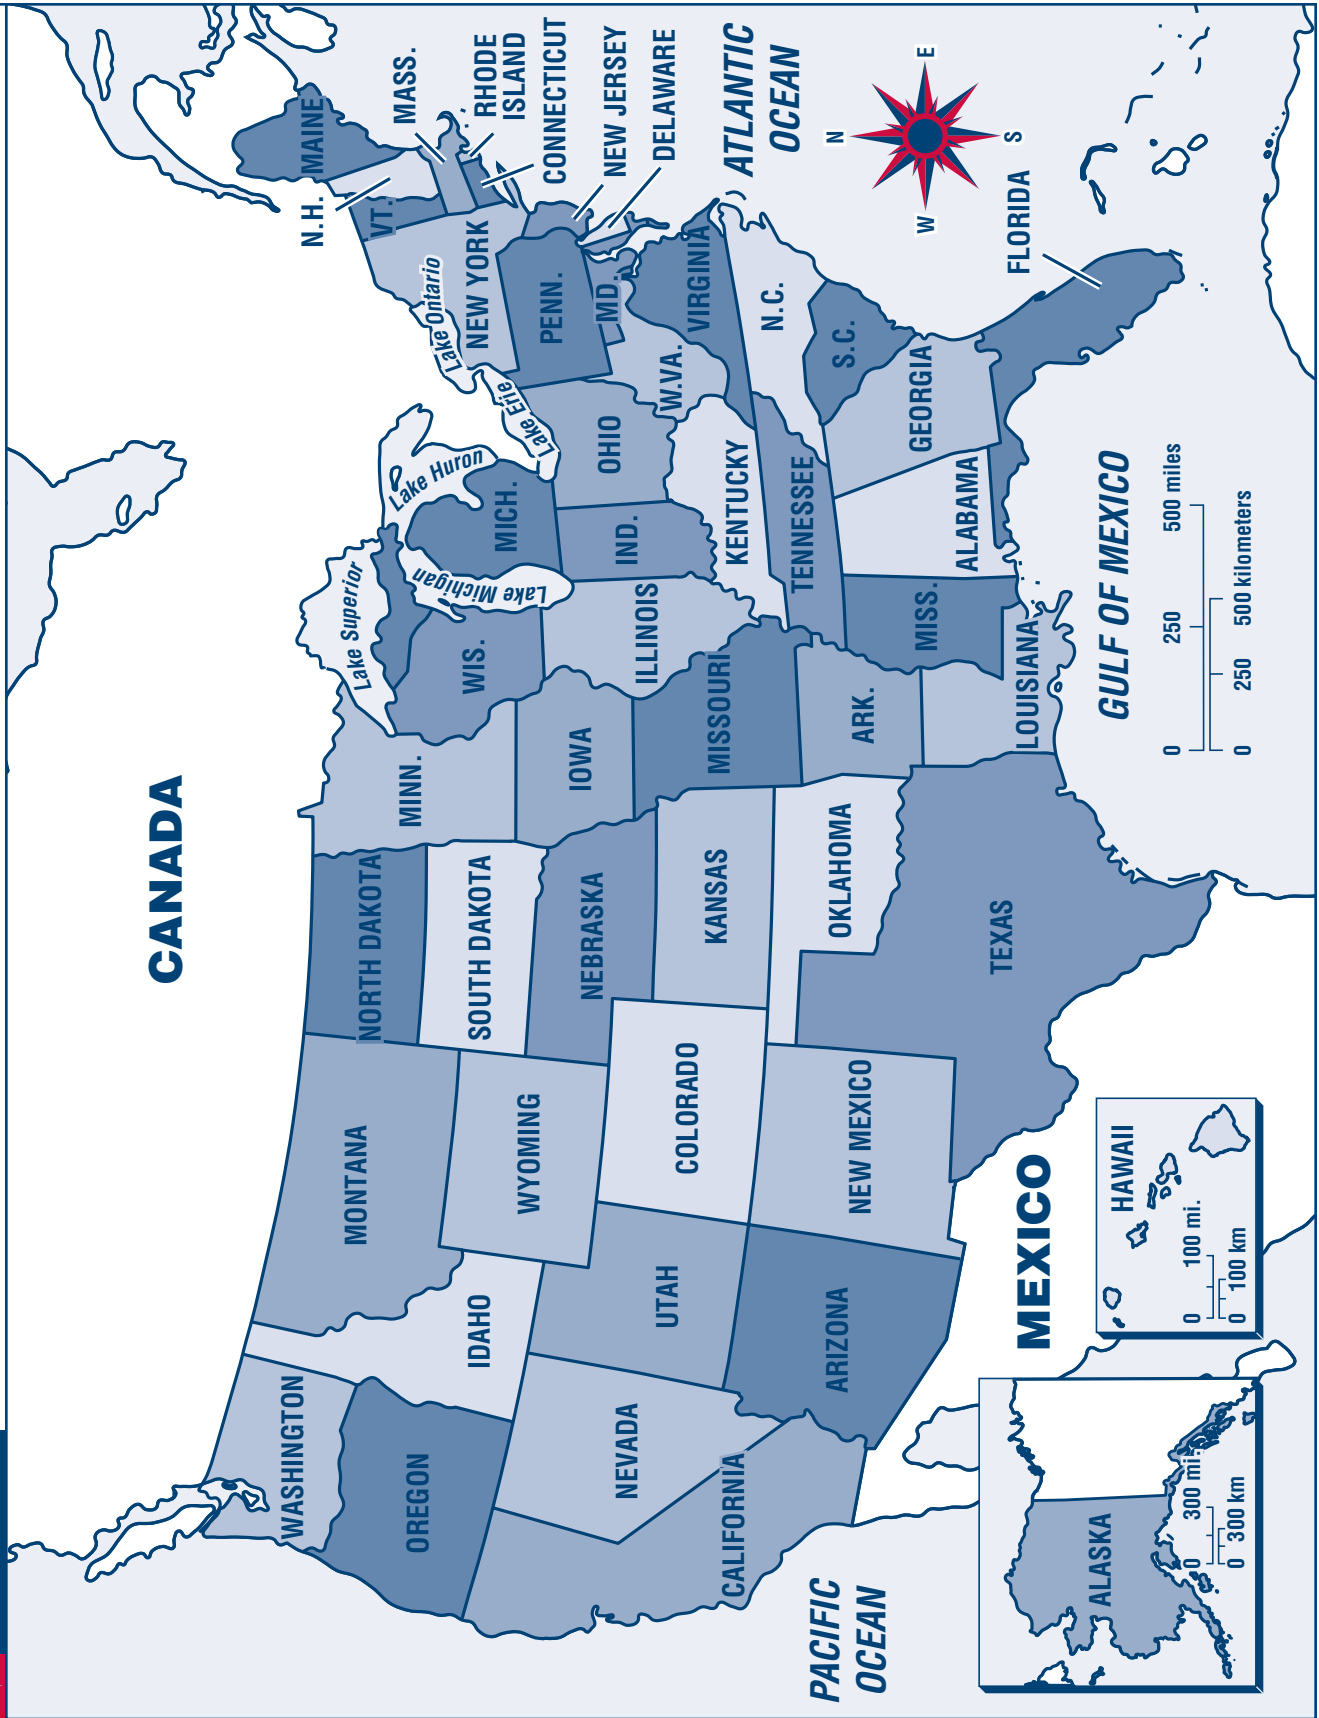 CANADA
WASHINGTON
OREGON
IDAHO
MONTANA
NORTH DAKOTA
SOUTH DAKOTA
WYOMING
NEBRASKA
MINN.
IOWA
WIS.
Lake Superior
Lake Michigan
Lake Huron
Lake Erie
Lake Ontario
MICH.
ILLINOIS
IND.
OHIO
PENN.
NEW YORK
VT.
N.H.
MAINE
MASS.
RHODE
ISLAND
CONNECTICUT
NEW JERSEY
DELAWARE
MD.
VIRGINIA
W.VA.
KENTUCKY
TENNESSEE
N.C.
S.C.
GEORGIA
ALABAMA
MISS.
FLORIDA
LOUISIANA
ARK.
MISSOURI
KANSAS
OKLAHOMA
TEXAS
COLORADO
NEW MEXICO
UTAH
ARIZONA
NEVADA
CALIFORNIA
PACIFIC
OCEAN
ATLANTIC
OCEAN
N
W
E
S
GULF OF MEXICO
0 250 500 miles
0 250 500 kilometers
MEXICO
ALASKA
0 300 mi.
0 300 km
HAWAII
0 100 mi.
0 100 km